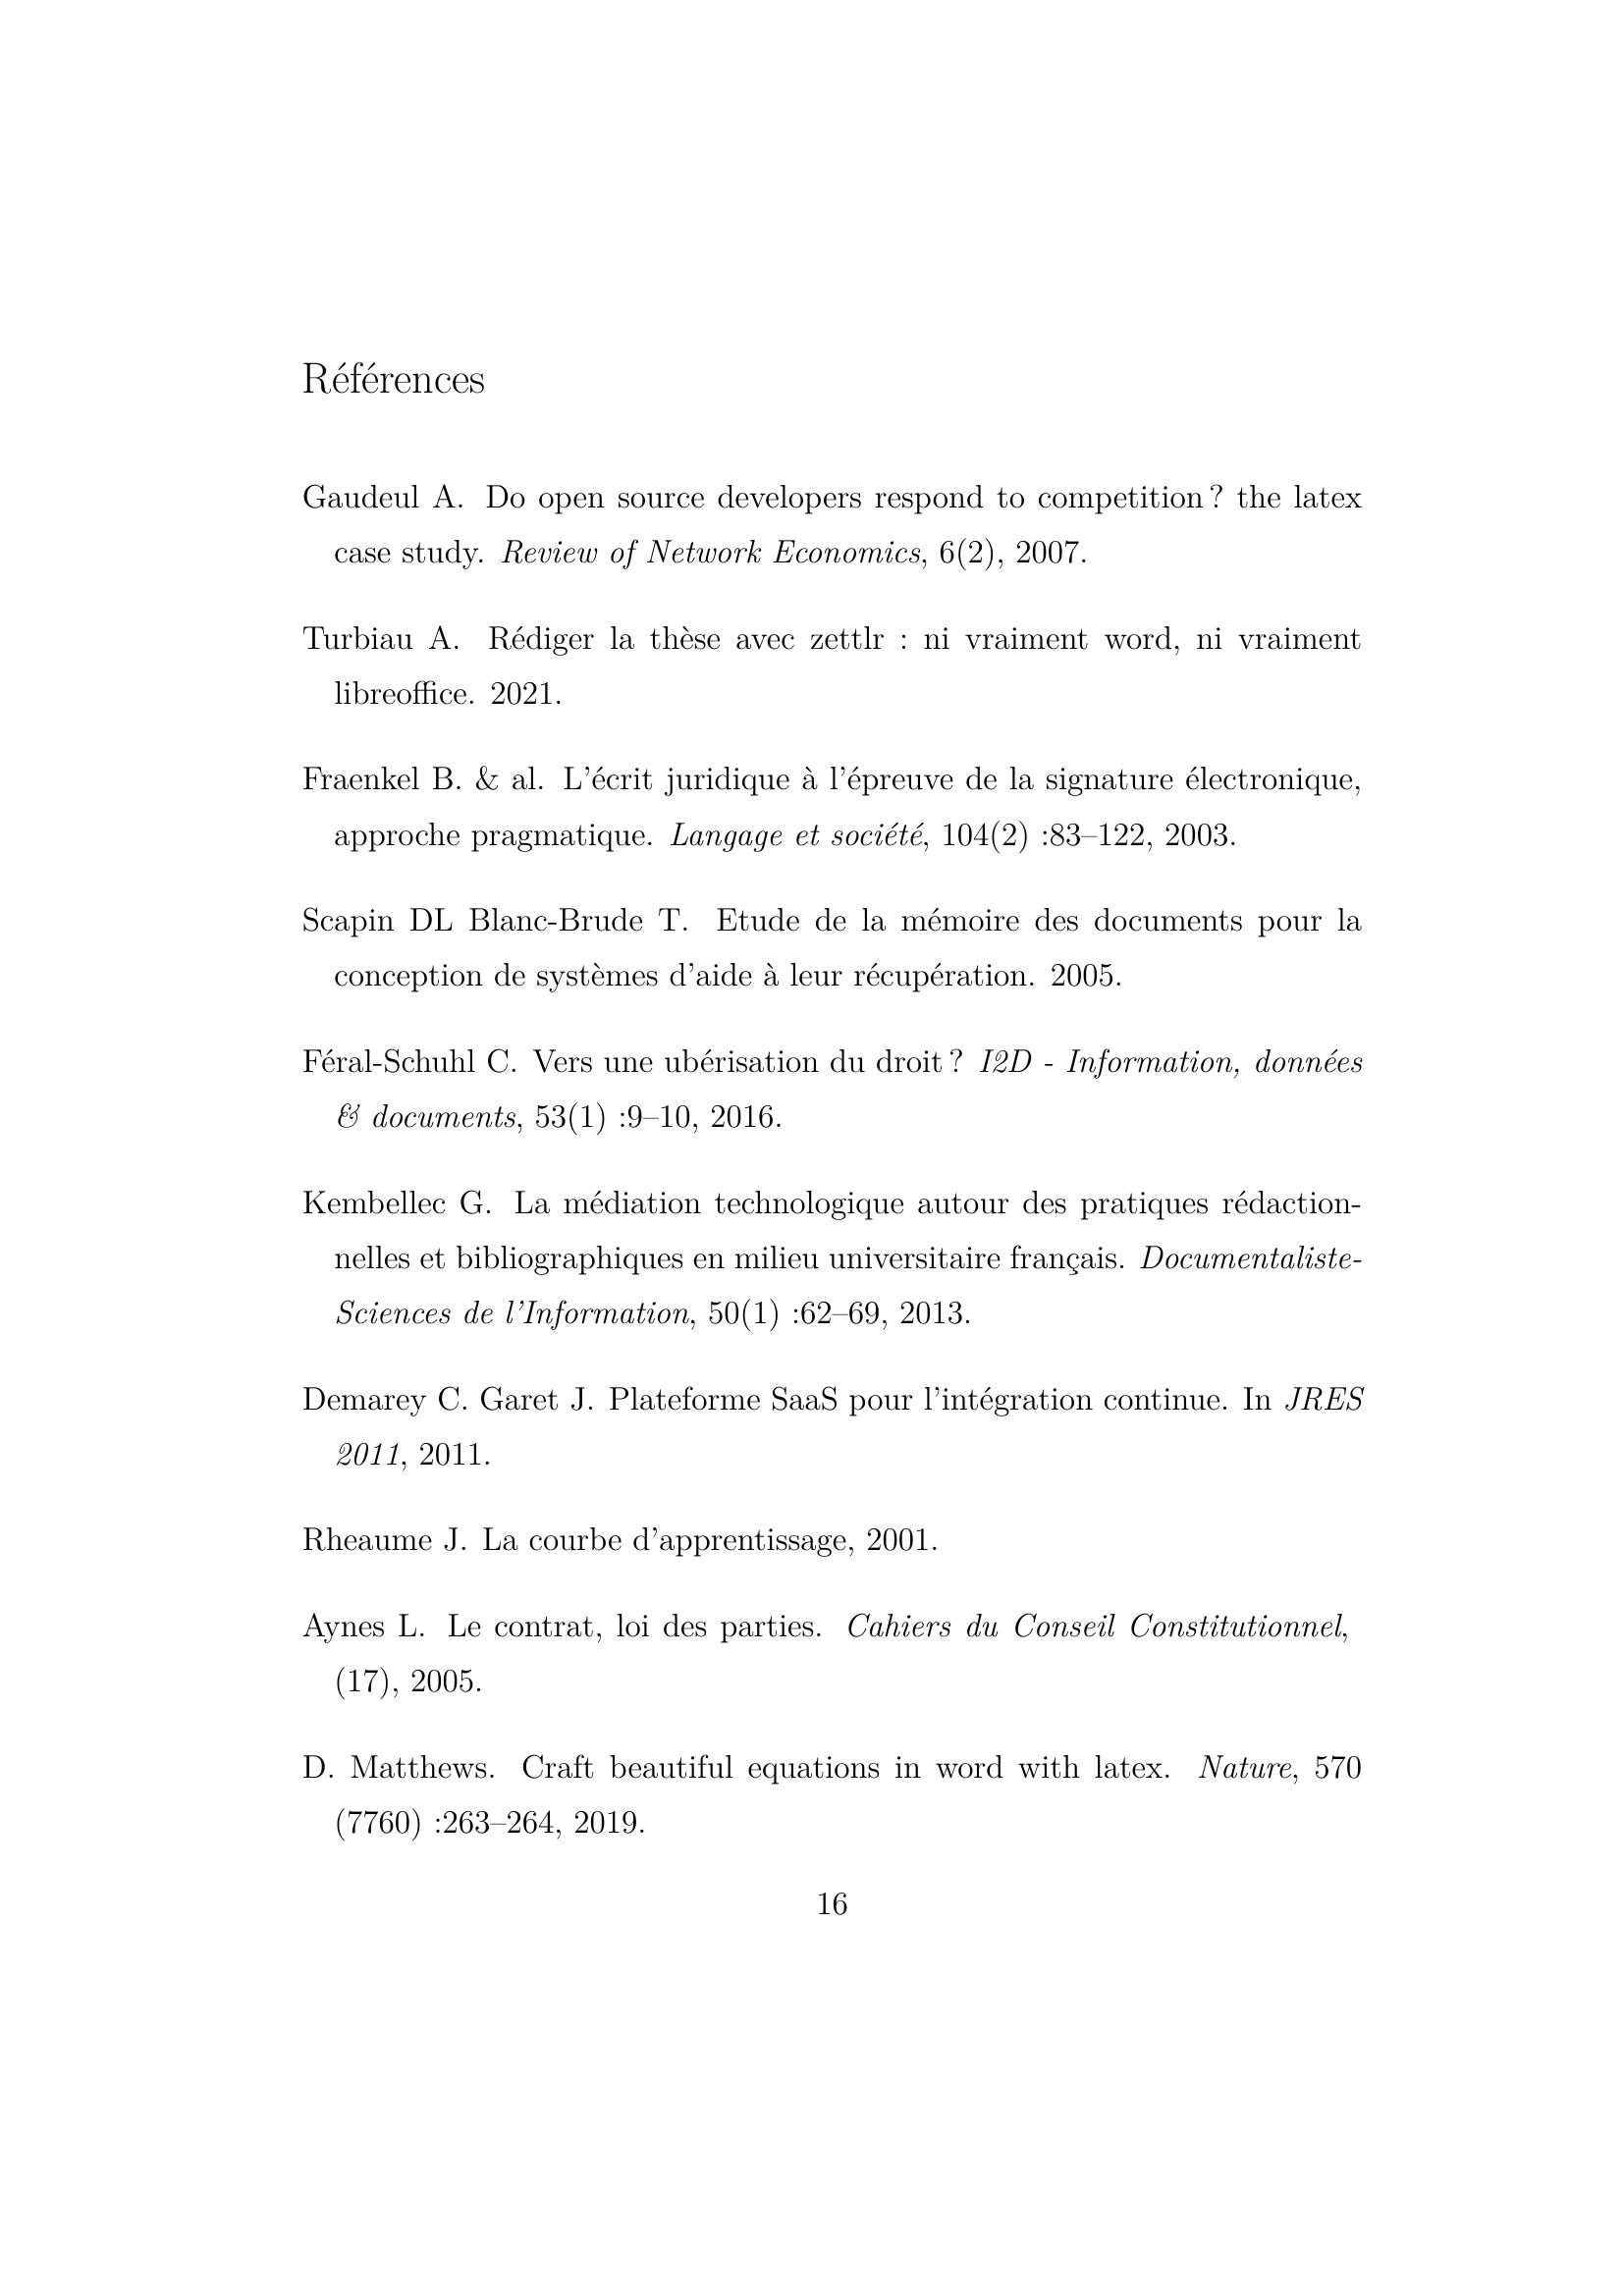 Références
Gaudeul A. Do open source developers respond to competition ? the latex
case study. Review of Network Economics, 6(2), 2007.
Turbiau A. Rédiger la thèse avec zettlr : ni vraiment word, ni vraiment
libreoffice. 2021.
Fraenkel B. & al. L'écrit juridique à l'épreuve de la signature électronique,
approche pragmatique. Langage et société, 104(2) :83–122, 2003.
Scapin DL Blanc-Brude T. Etude de la mémoire des documents pour la
conception de systèmes d'aide à leur récupération. 2005.
Féral-Schuhl C. Vers une ubérisation du droit ? I2D - Information, données
& documents, 53(1) :9–10, 2016.
Kembellec G. La médiation technologique autour des pratiques rédaction-
nelles et bibliographiques en milieu universitaire français. Documentaliste-
Sciences de l'Information, 50(1) :62–69, 2013.
Demarey C. Garet J. Plateforme SaaS pour l'intégration continue. In JRES
2011, 2011.
Rheaume J. La courbe d'apprentissage, 2001.
Aynes L. Le contrat, loi des parties. Cahiers du Conseil Constitutionnel,
(17), 2005.
D. Matthews. Craft beautiful equations in word with latex. Nature, 570
(7760) :263–264, 2019.
16